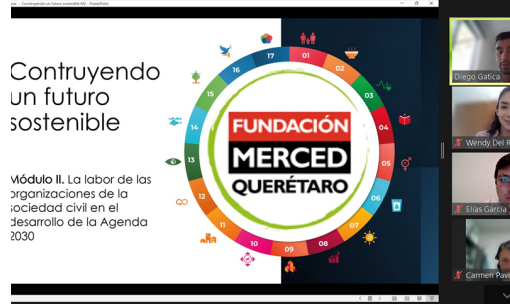 Construyendo un futuro sostenible M2 - PowerPoint
Contruyendo
un futuro
sostenible
Módulo II. La labor de las
organizaciones de la
sociedad civil en el
desarrollo de la Agenda
2030
FUNDACIÓN
MERCED
QUERÉTARO
01
02
03
04
05
06
07
08
09
10
11
12
13
14
15
16
17
Diego Gatica
Wendy Del R
Elías García
Carmen Pav